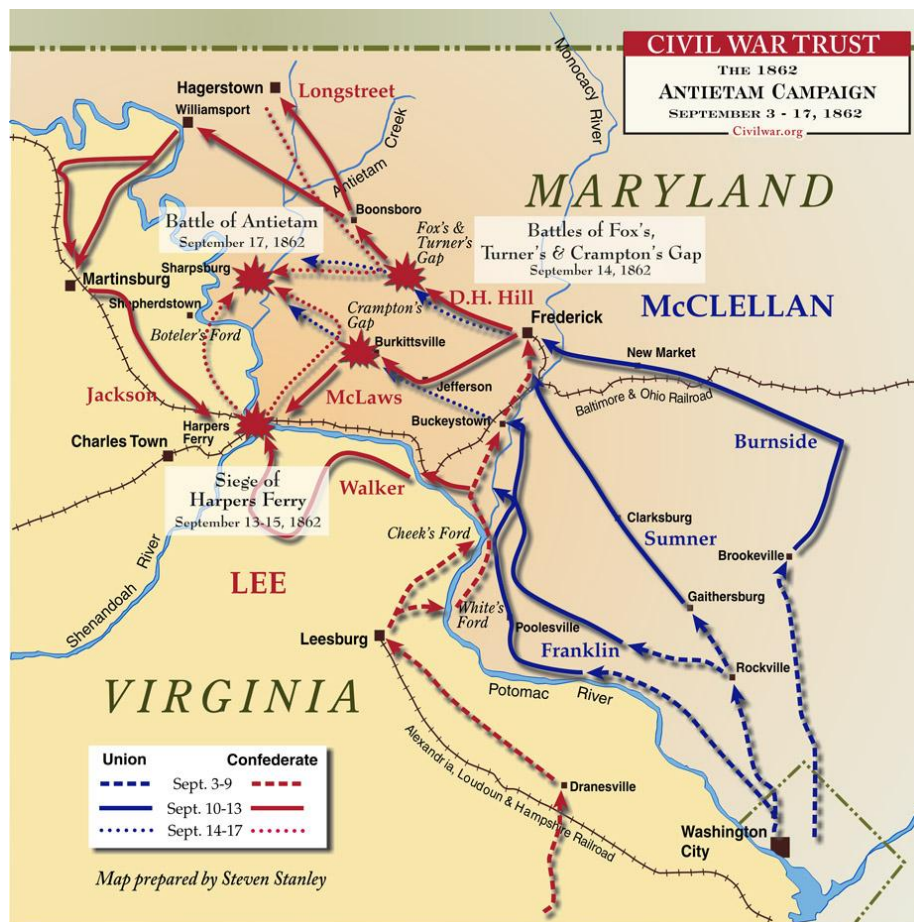 CIVIL WAR TRUST
THE 1862
ANTIETAM CAMPAIGN
SEPTEMBER 3 - 17, 1862
Civilwar.org
Hagerstown
Longstreet
Williamsport
Monocacy River
Antietam Creek
MARYLAND
Boonsboro
Battle of Antietam
September 17, 1862
Fox's &
Turner's
Gap
Battles of Fox's,
Turner's & Crampton's Gap
September 14, 1862
Sharpsburg
Martinsburg
Shepherdstown
D.H. Hill
McCLELLAN
Crampton's
Gap
Frederick
Boteler's Ford
Burkittsville
New Market
Jefferson
Baltimore & Ohio Railroad
Jackson
McLaws
Buckeystown
Harpers
Ferry
Burnside
Charles Town
Siege of
Harpers Ferry
September 13-15, 1862
Walker
Clarksburg
Sumner
Cheek's Ford
Brookeville
Shenandoah River
LEE
White's
Ford
Gaithersburg
Leesburg
Poolesville
Franklin
Rockville
VIRGINIA
Potomac River
Alexandria, Loudoun & Hampshire Railroad
Union Confederate
Sept. 3-9
Sept. 10-13
Sept. 14-17
Dranesville
Washington
City
Map prepared by Steven Stanley